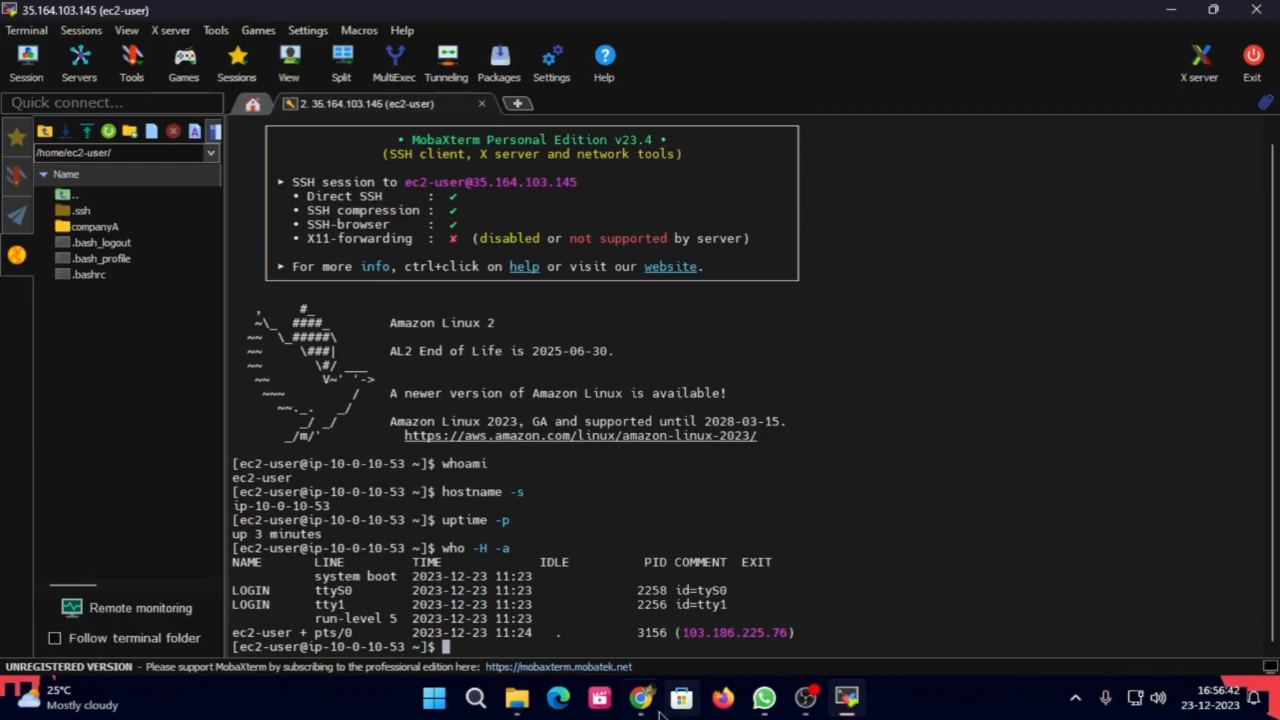 35.164.103.145 (ec2-user)
Terminal Sessions View X server Tools Games Settings Macros Help
Session Servers Tools Games Sessions View Split MultiExec Tunneling Packages Settings Help X server Exit
Quick connect...
2. 35.164.103.145 (ec2-user)
/home/ec2-user/
Name
..
.ssh
companyA
.bash_logout
.bash_profile
.bashrc
Remote monitoring
Follow terminal folder
• MobaXterm Personal Edition v23.4 •
(SSH client, X server and network tools)
► SSH session to ec2-user@35.164.103.145
• Direct SSH : ✔
• SSH compression : ✔
• SSH-browser : ✔
• X11-forwarding : ✘ (disabled or not supported by server)
► For more info, ctrl+click on help or visit our website.
, #_
~\_ ####_ Amazon Linux 2
~~ \_#####\
~~ \###| AL2 End of Life is 2025-06-30.
~~ \#/ ___
~~ V~' '->
~~~ / A newer version of Amazon Linux is available!
~~._. _/
_/ _/ Amazon Linux 2023, GA and supported until 2028-03-15.
_/m/' https://aws.amazon.com/linux/amazon-linux-2023/
[ec2-user@ip-10-0-10-53 ~]$ whoami
ec2-user
[ec2-user@ip-10-0-10-53 ~]$ hostname -s
ip-10-0-10-53
[ec2-user@ip-10-0-10-53 ~]$ uptime -p
up 3 minutes
[ec2-user@ip-10-0-10-53 ~]$ who -H -a
NAME LINE TIME IDLE PID COMMENT EXIT
system boot 2023-12-23 11:23
LOGIN ttyS0 2023-12-23 11:23 2258 id=tyS0
LOGIN tty1 2023-12-23 11:23 2256 id=tty1
run-level 5 2023-12-23 11:23
ec2-user + pts/0 2023-12-23 11:24 . 3156 (103.186.225.76)
[ec2-user@ip-10-0-10-53 ~]$
UNREGISTERED VERSION - Please support MobaXterm by subscribing to the professional edition here: https://mobaxterm.mobatek.net
25°C
Mostly cloudy
16:56:42
23-12-2023